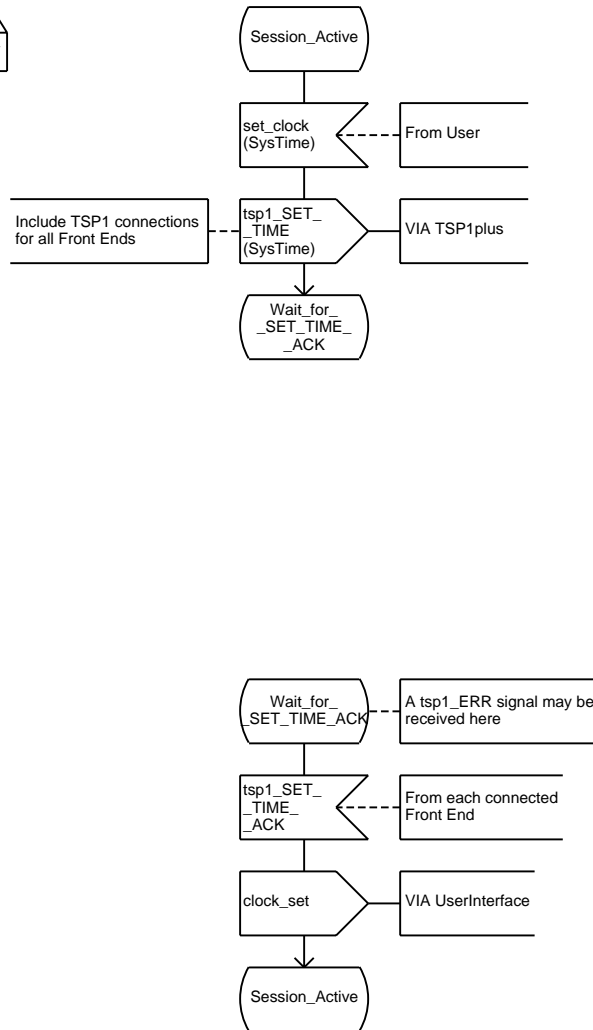 Session_Active
set_clock
(SysTime)
From User
Include TSP1 connections
for all Front Ends
tsp1_SET_
_TIME
(SysTime)
VIA TSP1plus
Wait_for_
_SET_TIME_
_ACK
Wait_for_
_SET_TIME_ACK
A tsp1_ERR signal may be
received here
tsp1_SET_
_TIME_
_ACK
From each connected
Front End
clock_set
VIA UserInterface
Session_Active